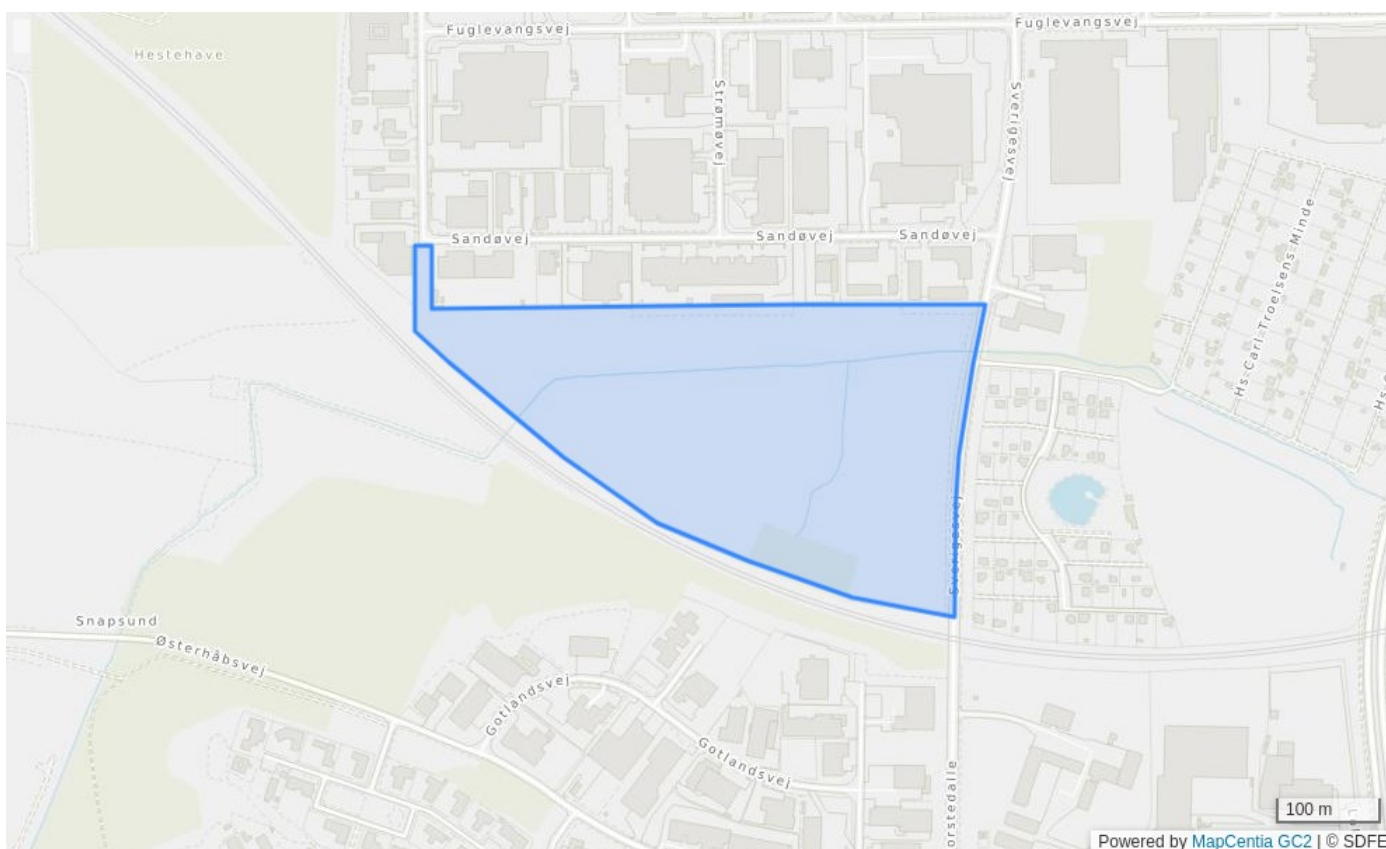 Fuglevangsvej
Fuglevangsvej
Hestehave
Strømøvej
Sverigesvej
Hs·Carl·Troelsens·Minde
Sandøvej
Sandøvej
Sandøvej
Sverigesvej
Snapsund
Østerhåbsvej
Gotlandsvej
Gotlandsvej
orstedalle
100 m
Powered by MapCentia GC2 | © SDFE